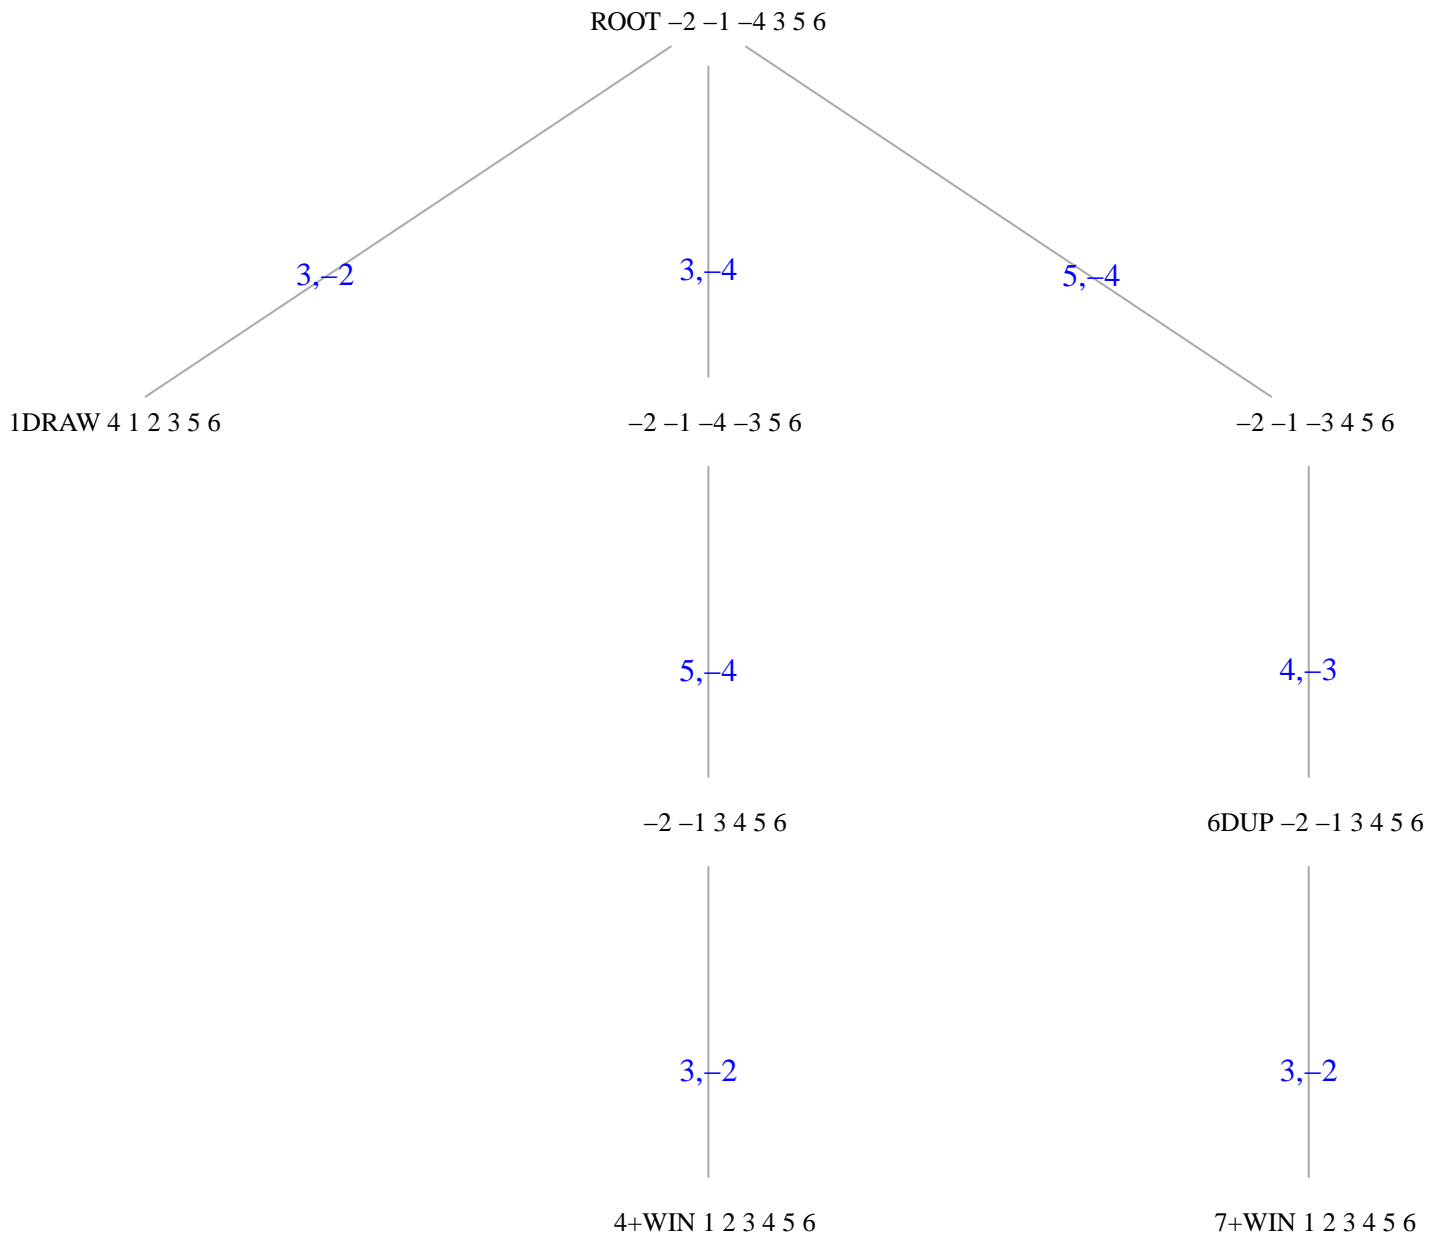 ROOT –2 –1 –4 3 5 6
3,–2
3,–4
5,–4
1DRAW 4 1 2 3 5 6
–2 –1 –4 –3 5 6
–2 –1 –3 4 5 6
5,–4
4,–3
–2 –1 3 4 5 6
6DUP –2 –1 3 4 5 6
3,–2
3,–2
4+WIN 1 2 3 4 5 6
7+WIN 1 2 3 4 5 6